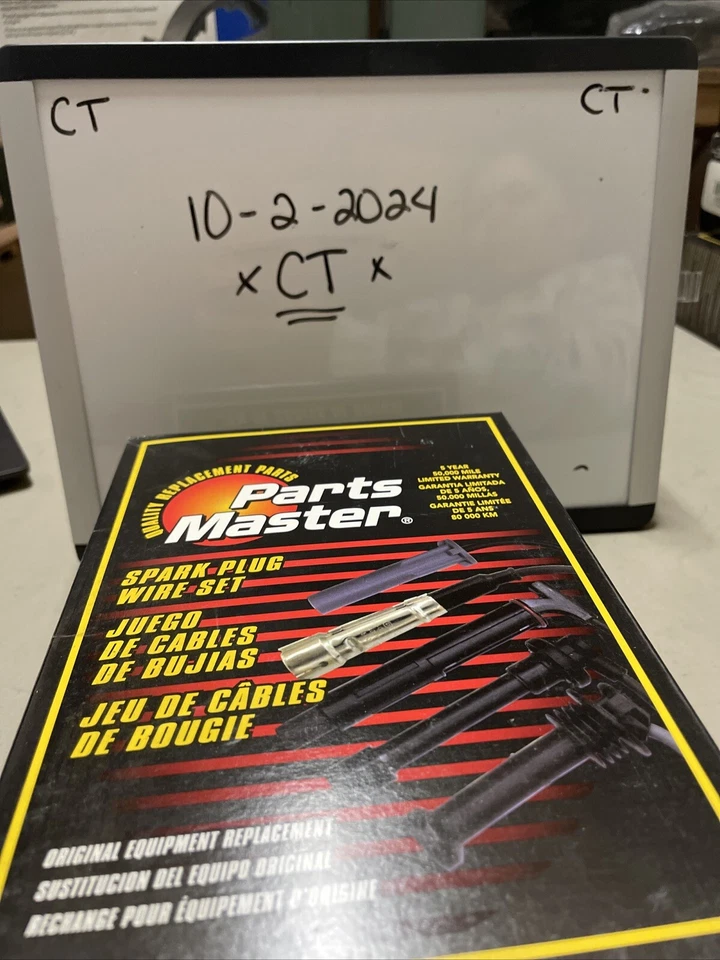 CT
CT
10-2-2024
x CT x
QUALITY REPLACEMENT PARTS
Parts
Master®
5 YEAR
50,000 MILE
LIMITED WARRANTY
GARANTIA LIMITADA
DE 5 AÑOS,
50,000 MILLAS
GARANTIE LIMITÉE
DE 5 ANS
80 000 KM
SPARK PLUG
WIRE SET
JUEGO
DE CABLES
DE BUJIAS
JEU DE CÂBLES
DE BOUGIE
ORIGINAL EQUIPMENT REPLACEMENT
SUSTITUCION DEL EQUIPO ORIGINAL
RECHANGE POUR ÉQUIPEMENT D'ORIGINE